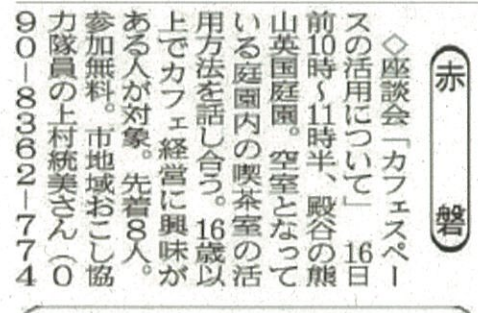 赤磐
◇座談会「カフェスペー
スの活用について」　16日
前10時～11時半、殿谷の熊
山英国庭園。空室となって
いる庭園内の喫茶室の活
用方法を話し合う。16歳以
上でカフェ経営に興味が
ある人が対象。先着8人。
参加無料。市地域おこし協
力隊員の上村統美さん（0
90－8362－774